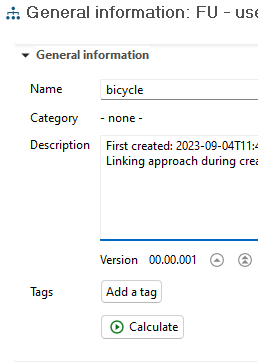 General information: FU - use
General information
Name bicycle
Category - none -
Description First created: 2023-09-04T11:4
Linking approach during crea
Version 00.00.001
Tags Add a tag
Calculate